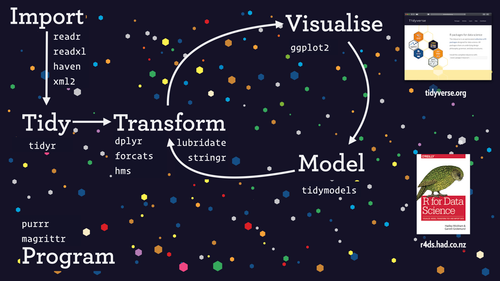 Import
readr
readxl
haven
xml2
Tidy
tidyr
Transform
dplyr
forcats
hms
lubridate
stringr
Visualise
ggplot2
Model
tidymodels
purrr
magrittr
Program
tidyverse.org
R for Data
Science
r4ds.had.co.nz